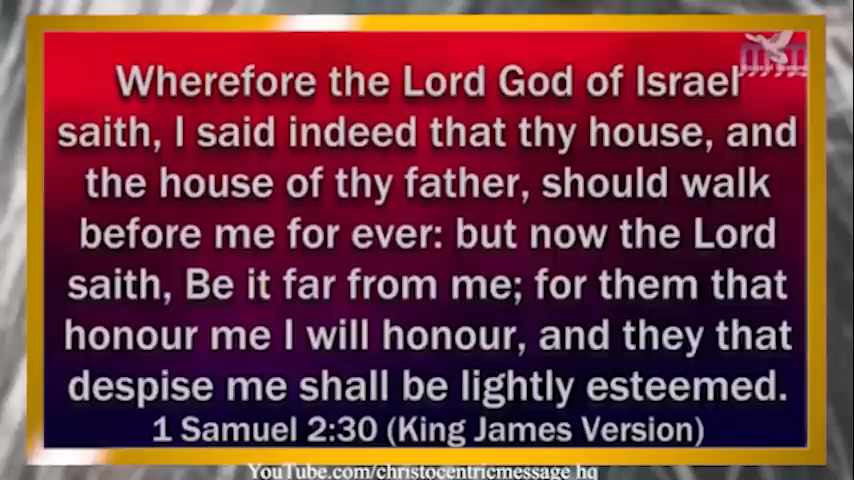 Wherefore the Lord God of Israel
saith, I said indeed that thy house, and
the house of thy father, should walk
before me for ever: but now the Lord
saith, Be it far from me; for them that
honour me I will honour, and they that
despise me shall be lightly esteemed.
1 Samuel 2:30 (King James Version)
YouTube.com/christocentricmessage hq